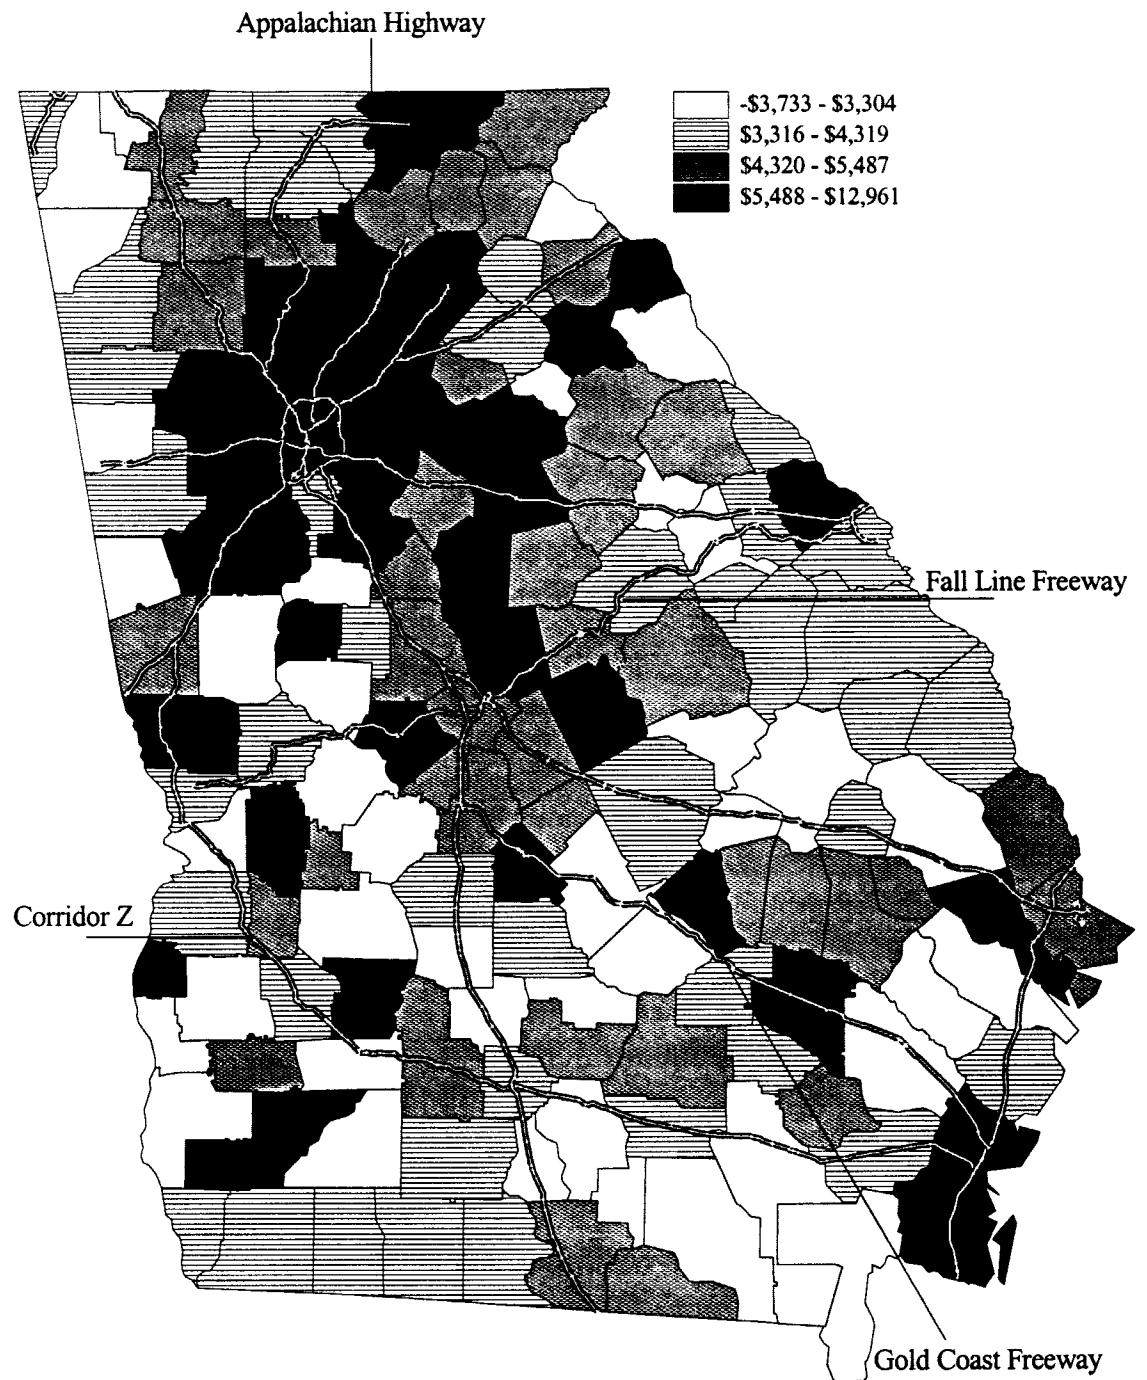 Appalachian Highway
-$3,733 - $3,304
$3,316 - $4,319
$4,320 - $5,487
$5,488 - $12,961
Fall Line Freeway
Corridor Z
Gold Coast Freeway